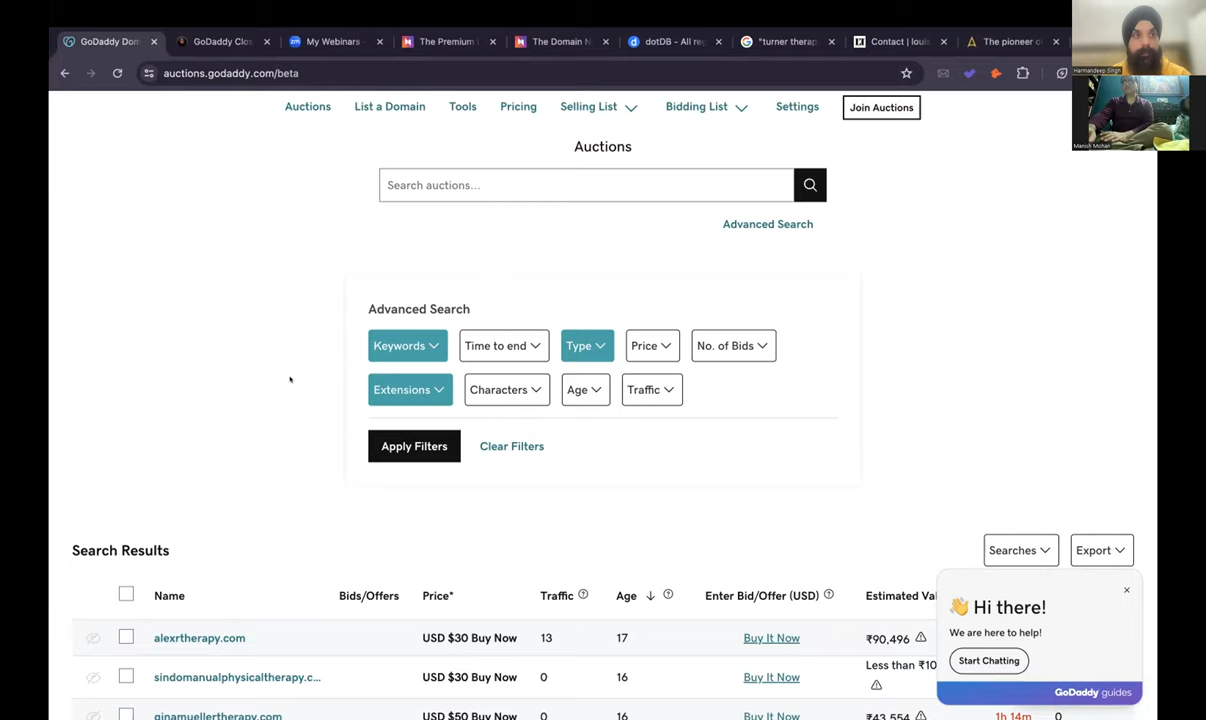 GoDaddy Dom
GoDaddy Clos
My Webinars -
The Premium
The Domain N
dotDB - All reg
"turner therap
Contact | louis
The pioneer o
auctions.godaddy.com/beta
Harmandeep Singh
Manish Mohan
Auctions
List a Domain
Tools
Pricing
Selling List
Bidding List
Settings
Join Auctions
Auctions
Search auctions...
Advanced Search
Advanced Search
Keywords
Time to end
Type
Price
No. of Bids
Extensions
Characters
Age
Traffic
Apply Filters
Clear Filters
Search Results
Searches
Export
Name Bids/Offers Price* Traffic Age Enter Bid/Offer (USD) Estimated Val
alexrtherapy.com USD $30 Buy Now 13 17 Buy It Now ₹90,496
sindomanualphysicaltherapy.c... USD $30 Buy Now 0 16 Buy It Now Less than ₹10
ginamuellertherapy.com USD $50 Buy Now 0 16 Buy It Now ₹43,554 1h 14m 0
👋 Hi there!
We are here to help!
Start Chatting
GoDaddy guides